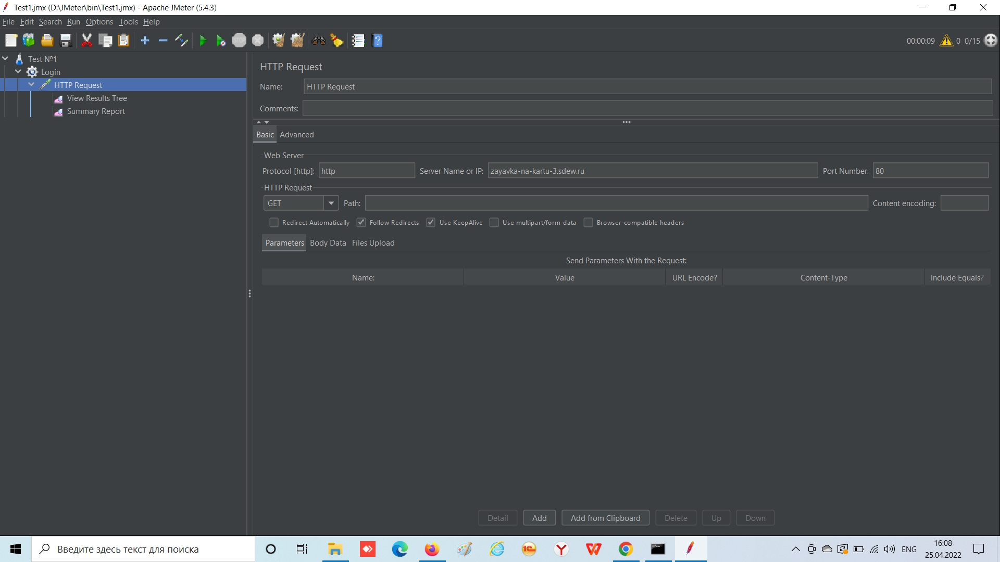 Test1.jmx (D:\JMeter\bin\Test1.jmx) - Apache JMeter (5.4.3)
File Edit Search Run Options Tools Help
STOP
00:00:09 0 0/15
Test №1
Login
HTTP Request
View Results Tree
Summary Report
HTTP Request
Name: HTTP Request
Comments:
Basic Advanced
Web Server
Protocol [http]: http Server Name or IP: zayavka-na-kartu-3.sdew.ru Port Number: 80
HTTP Request
GET Path: Content encoding:
Redirect Automatically Follow Redirects Use KeepAlive Use multipart/form-data Browser-compatible headers
Parameters Body Data Files Upload
Send Parameters With the Request:
Name: Value URL Encode? Content-Type Include Equals?
Detail Add Add from Clipboard Delete Up Down
Введите здесь текст для поиска
ENG
16:08
25.04.2022